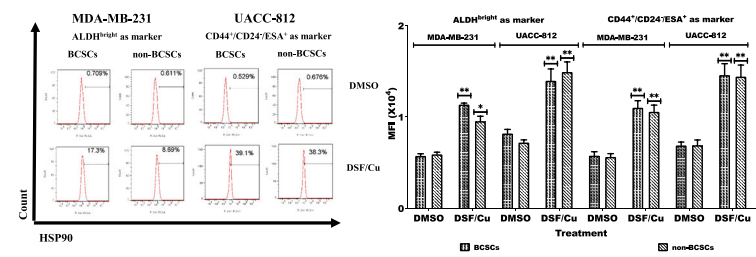 MDA-MB-231 UACC-812
ALDHbright as marker CD44+/CD24-/ESA+ as marker
BCSCs non-BCSCs BCSCs non-BCSCs
0.709% 0.611% 0.529% 0.676%
DMSO
17.3% 8.69% 39.1% 38.3%
DSF/Cu
Count
HSP90
ALDHbright as marker CD44+/CD24-/ESA+ as marker
MDA-MB-231 UACC-812 MDA-MB-231 UACC-812
** * ** ** ** ** ** **
MFI (X10⁴)
2
1
0
DMSO DSF/Cu DMSO DSF/Cu DMSO DSF/Cu DMSO DSF/Cu
Treatment
BCSCs non-BCSCs